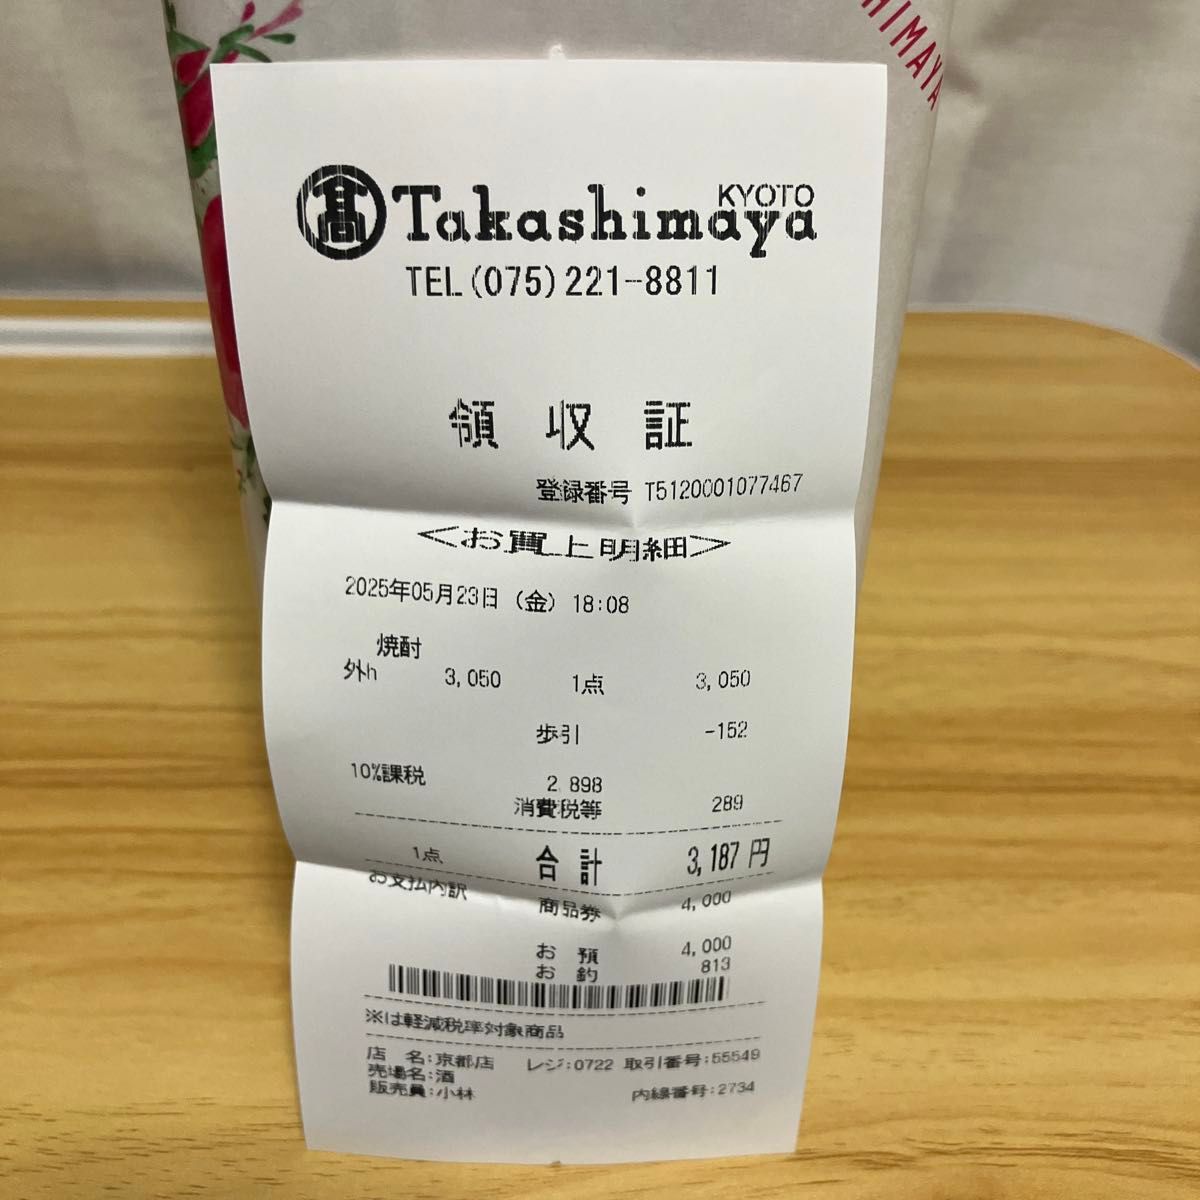 HIMAYA
髙 Takashimaya KYOTO
TEL (075) 221-8811
領 収 証
登録番号 T5120001077467
<お買上明細>
2025年05月23日 (金) 18:08
焼酎
外h 3,050 1点 3,050
歩引 -152
10%課税 2,898
消費税等 289
1点 合 計 3,187 円
お支払内訳
商品券 4,000
お 預 4,000
お 釣 813
※は軽減税率対象商品
店 名:京都店 レジ:0722 取引番号:55549
売場名:酒
販売員:小林 内線番号:2734